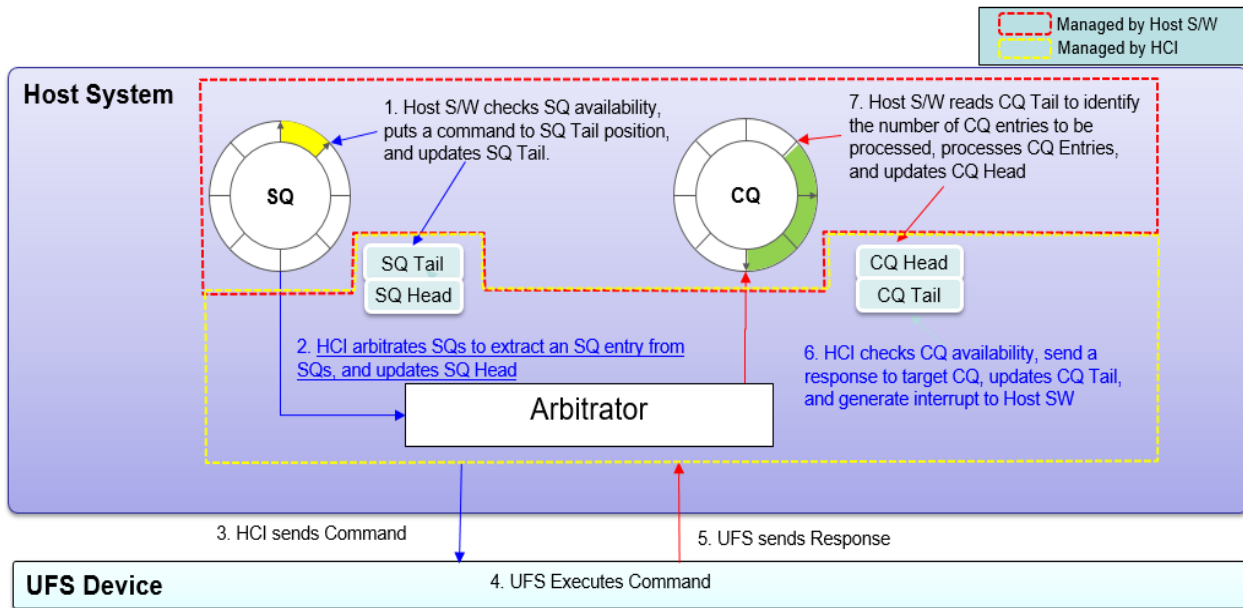 Managed by Host S/W
Managed by HCI
Host System
1. Host S/W checks SQ availability,
puts a command to SQ Tail position,
and updates SQ Tail.
7. Host S/W reads CQ Tail to identify
the number of CQ entries to be
processed, processes CQ Entries,
and updates CQ Head
SQ
CQ
SQ Tail
SQ Head
CQ Head
CQ Tail
2. HCI arbitrates SQs to extract an SQ entry from
SQs, and updates SQ Head
6. HCI checks CQ availability, send a
response to target CQ, updates CQ Tail,
and generate interrupt to Host SW
Arbitrator
3. HCI sends Command
5. UFS sends Response
UFS Device
4. UFS Executes Command